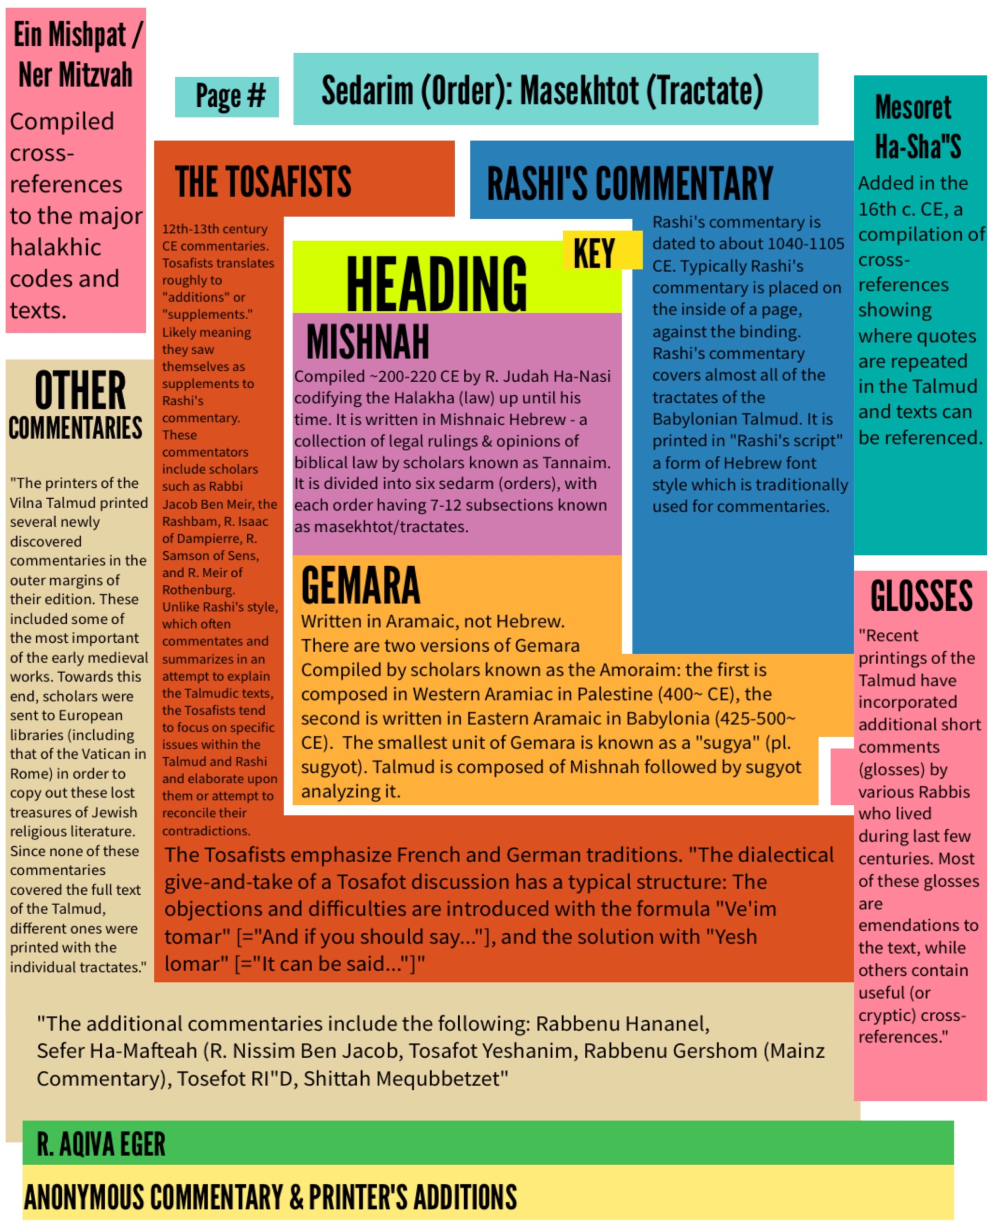 Ein Mishpat /
Ner Mitzvah
Compiled
cross-
references
to the major
halakhic
codes and
texts.
Page #
Sedarim (Order): Masekhtot (Tractate)
Mesoret
Ha-Sha"S
Added in the
16th c. CE, a
compilation of
cross-
references
showing
where quotes
are repeated
in the Talmud
and texts can
be referenced.
THE TOSAFISTS
12th-13th century
CE commentaries.
Tosafists translates
roughly to
"additions" or
"supplements."
Likely meaning
they saw
themselves as
supplements to
Rashi's
commentary.
These
commentators
include scholars
such as Rabbi
Jacob Ben Meir, the
Rashbam, R. Isaac
of Dampierre, R.
Samson of Sens,
and R. Meir of
Rothenburg.
Unlike Rashi's style,
which often
commentates and
summarizes in an
attempt to explain
the Talmudic texts,
the Tosafists tend
to focus on specific
issues within the
Talmud and Rashi
and elaborate upon
them or attempt to
reconcile their
contradictions.
The Tosafists emphasize French and German traditions. "The dialectical
give-and-take of a Tosafot discussion has a typical structure: The
objections and difficulties are introduced with the formula "Ve'im
tomar" [="And if you should say..."], and the solution with "Yesh
lomar" [="It can be said..."]"
RASHI'S COMMENTARY
Rashi's commentary is
dated to about 1040-1105
CE. Typically Rashi's
commentary is placed on
the inside of a page,
against the binding.
Rashi's commentary
covers almost all of the
tractates of the
Babylonian Talmud. It is
printed in "Rashi's script"
a form of Hebrew font
style which is traditionally
used for commentaries.
KEY
HEADING
MISHNAH
Compiled ~200-220 CE by R. Judah Ha-Nasi
codifying the Halakha (law) up until his
time. It is written in Mishnaic Hebrew - a
collection of legal rulings & opinions of
biblical law by scholars known as Tannaim.
It is divided into six sedarm (orders), with
each order having 7-12 subsections known
as masekhtot/tractates.
GEMARA
Written in Aramaic, not Hebrew.
There are two versions of Gemara
Compiled by scholars known as the Amoraim: the first is
composed in Western Aramiac in Palestine (400~ CE), the
second is written in Eastern Aramaic in Babylonia (425-500~
CE). The smallest unit of Gemara is known as a "sugya" (pl.
sugyot). Talmud is composed of Mishnah followed by sugyot
analyzing it.
OTHER
COMMENTARIES
"The printers of the
Vilna Talmud printed
several newly
discovered
commentaries in the
outer margins of
their edition. These
included some of
the most important
of the early medieval
works. Towards this
end, scholars were
sent to European
libraries (including
that of the Vatican in
Rome) in order to
copy out these lost
treasures of Jewish
religious literature.
Since none of these
commentaries
covered the full text
of the Talmud,
different ones were
printed with the
individual tractates."
"The additional commentaries include the following: Rabbenu Hananel,
Sefer Ha-Mafteah (R. Nissim Ben Jacob, Tosafot Yeshanim, Rabbenu Gershom (Mainz
Commentary), Tosefot RI"D, Shittah Mequbbetzet"
GLOSSES
"Recent
printings of the
Talmud have
incorporated
additional short
comments
(glosses) by
various Rabbis
who lived
during last few
centuries. Most
of these glosses
are
emendations to
the text, while
others contain
useful (or
cryptic) cross-
references."
R. AQIVA EGER
ANONYMOUS COMMENTARY & PRINTER'S ADDITIONS